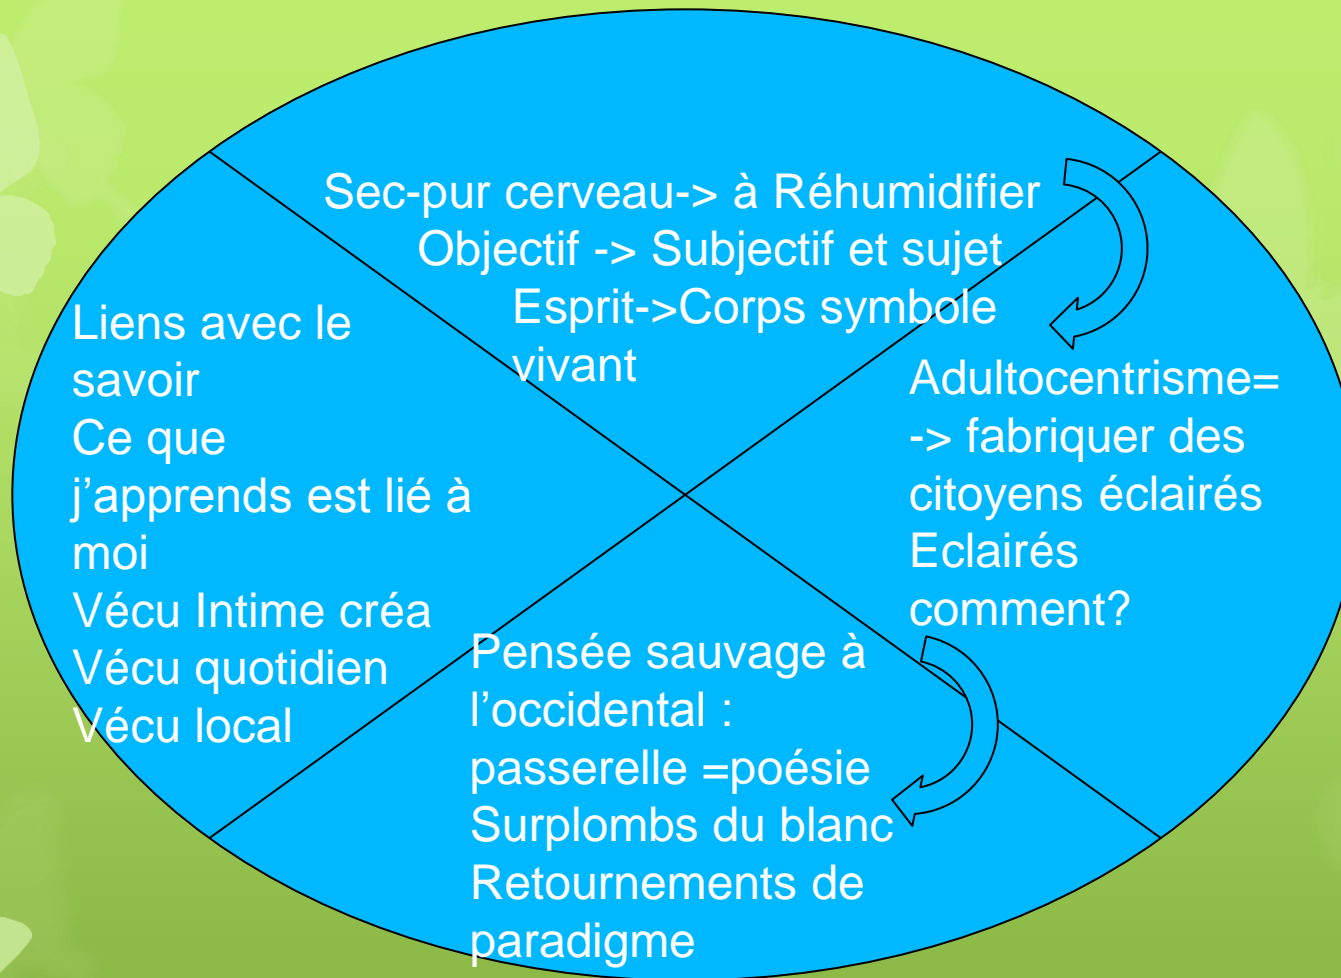 Sec-pur cerveau-> à Réhumidifier
Objectif -> Subjectif et sujet
Esprit->Corps symbole
vivant
Liens avec le
savoir
Ce que
j’apprends est lié à
moi
Vécu Intime créa
Vécu quotidien
Vécu local
Adultocentrisme=
-> fabriquer des
citoyens éclairés
Eclairés
comment?
Pensée sauvage à
l’occidental :
passerelle =poésie
Surplombs du blanc
Retournements de
paradigme